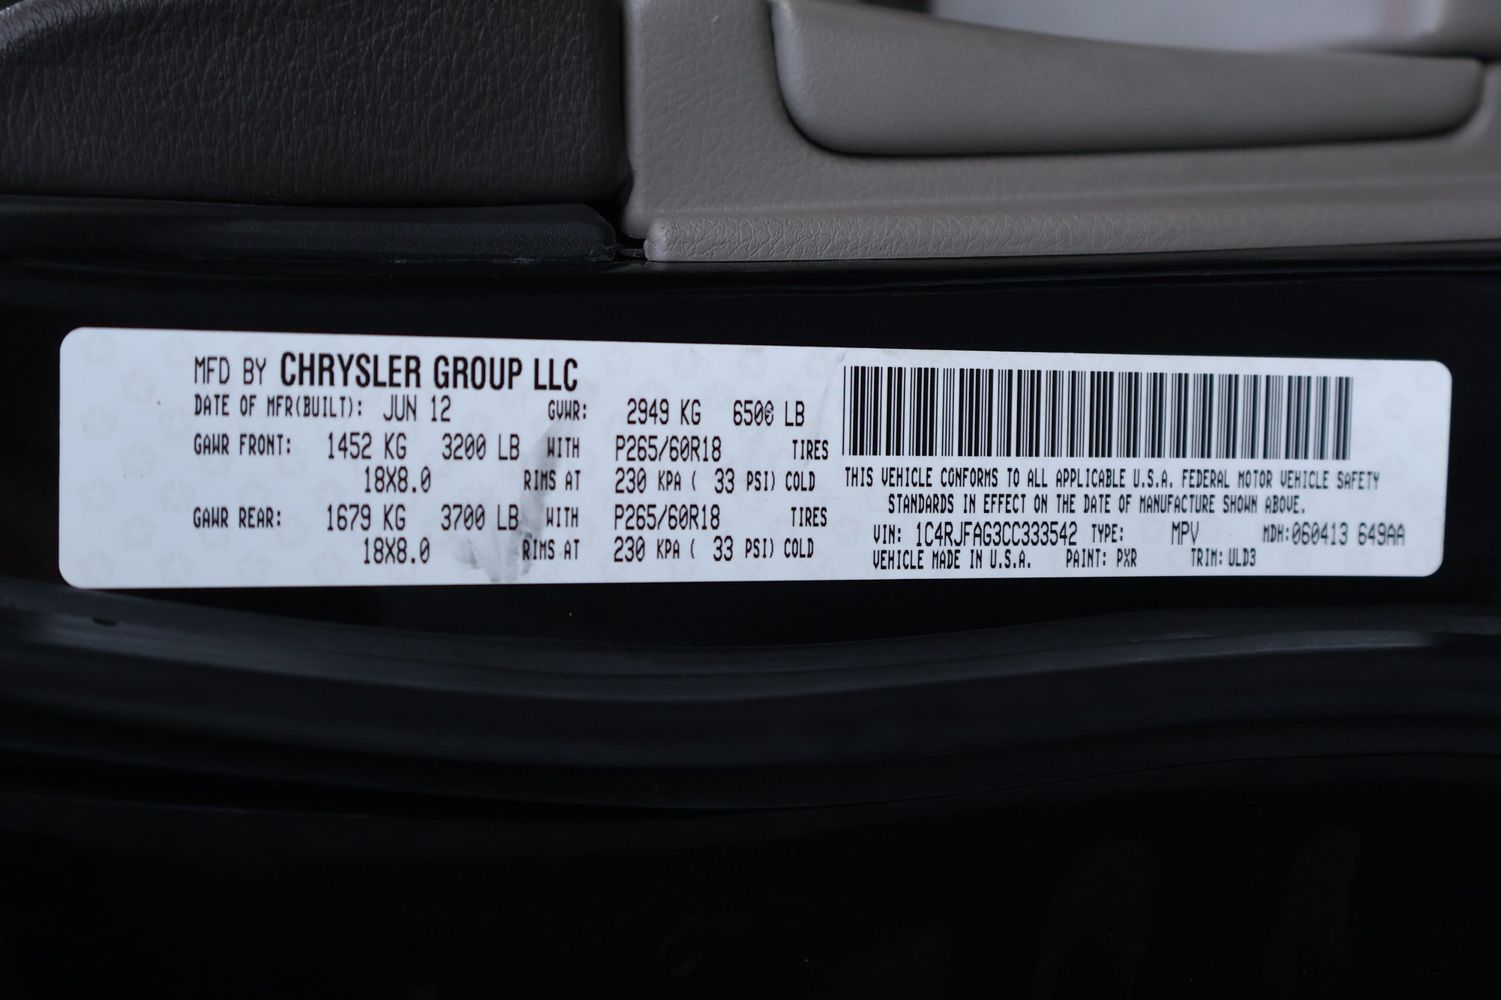 MFD BY CHRYSLER GROUP LLC
DATE OF MFR(BUILT): JUN 12 GVWR: 2949 KG 6500 LB
GAWR FRONT: 1452 KG 3200 LB WITH P265/60R18 TIRES
18X8.0 RIMS AT 230 KPA ( 33 PSI) COLD
GAWR REAR: 1679 KG 3700 LB WITH P265/60R18 TIRES
18X8.0 RIMS AT 230 KPA ( 33 PSI) COLD
THIS VEHICLE CONFORMS TO ALL APPLICABLE U.S.A. FEDERAL MOTOR VEHICLE SAFETY
STANDARDS IN EFFECT ON THE DATE OF MANUFACTURE SHOWN ABOVE.
VIN: 1C4RJFAG3CC333542 TYPE: MPV MDH:060413 649AA
VEHICLE MADE IN U.S.A. PAINT: PXR TRIM: ULD3